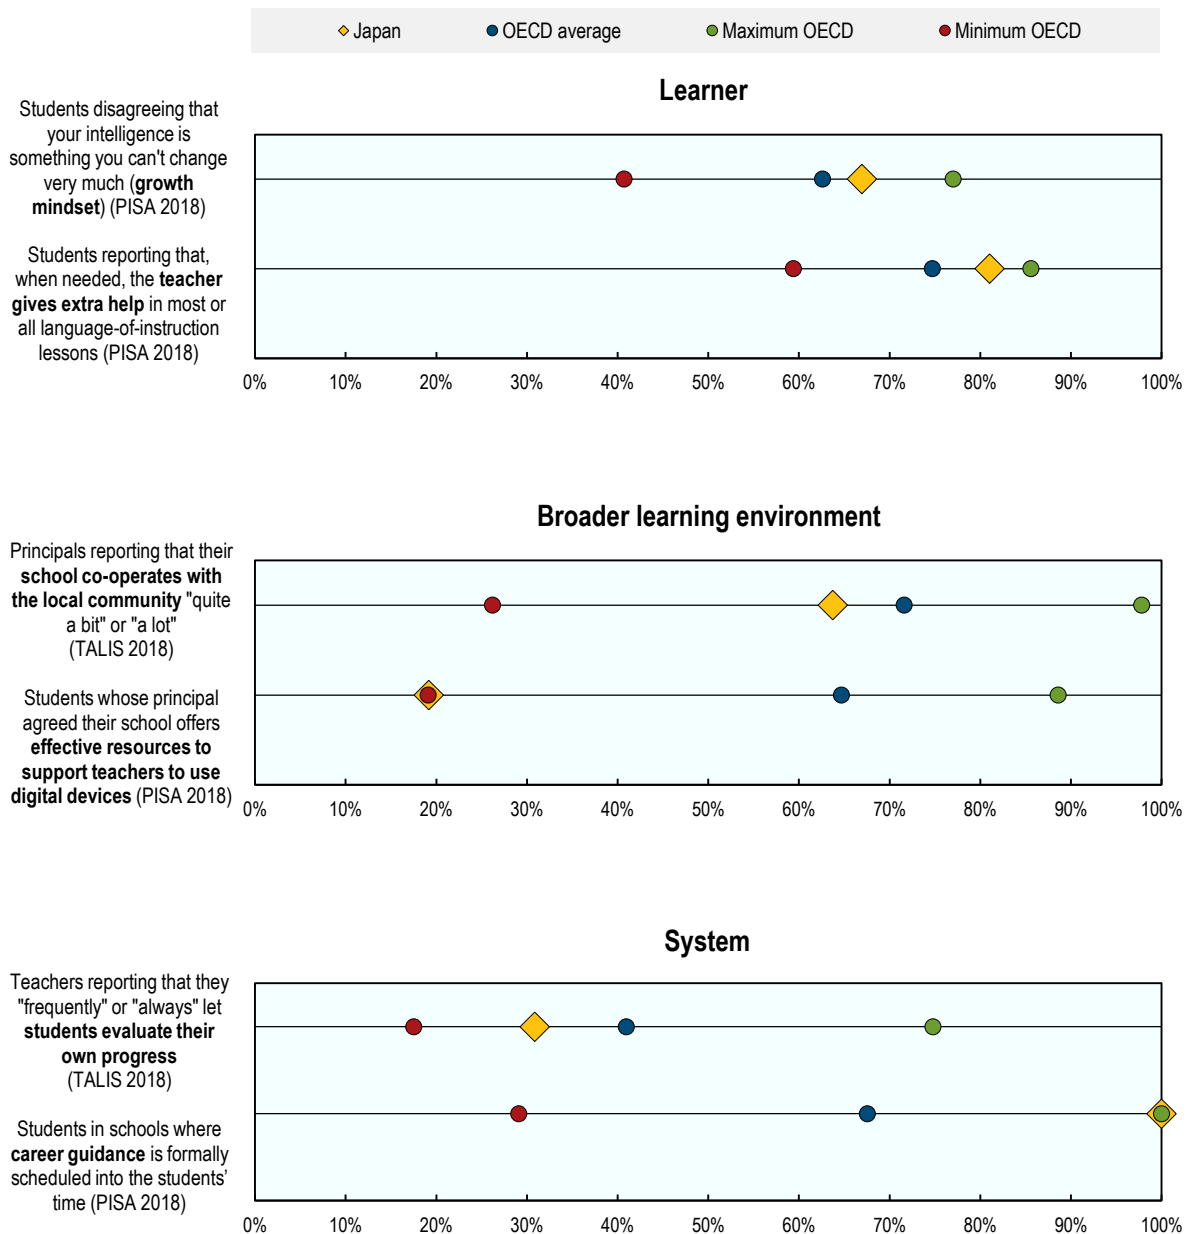 Japan OECD average Maximum OECD Minimum OECD
Learner
Students disagreeing that
your intelligence is
something you can't change
very much (growth
mindset) (PISA 2018)
Students reporting that,
when needed, the teacher
gives extra help in most or
all language-of-instruction
lessons (PISA 2018)
0% 10% 20% 30% 40% 50% 60% 70% 80% 90% 100%
Broader learning environment
Principals reporting that their
school co-operates with
the local community "quite
a bit" or "a lot"
(TALIS 2018)
Students whose principal
agreed their school offers
effective resources to
support teachers to use
digital devices (PISA 2018)
0% 10% 20% 30% 40% 50% 60% 70% 80% 90% 100%
System
Teachers reporting that they
"frequently" or "always" let
students evaluate their
own progress
(TALIS 2018)
Students in schools where
career guidance is formally
scheduled into the students’
time (PISA 2018)
0% 10% 20% 30% 40% 50% 60% 70% 80% 90% 100%